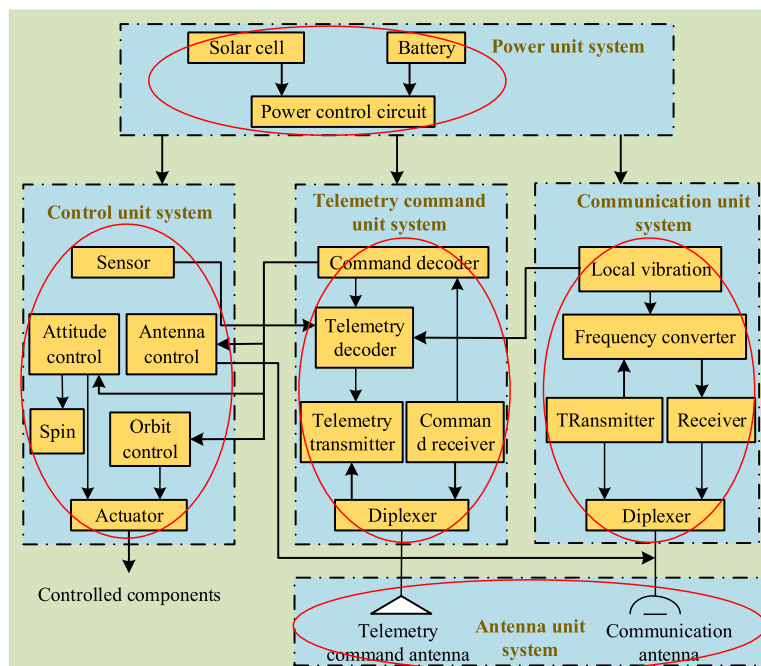 Solar cell
Battery
Power unit system
Power control circuit
Control unit system
Telemetry command
unit system
Communication unit
system
Sensor
Command decoder
Local vibration
Attitude
control
Antenna
control
Telemetry
decoder
Frequency converter
Spin
Orbit
control
Telemetry
transmitter
Comman
d receiver
TRansmitter
Receiver
Actuator
Diplexer
Diplexer
Controlled components
Telemetry
command antenna
Antenna unit
system
Communication
antenna